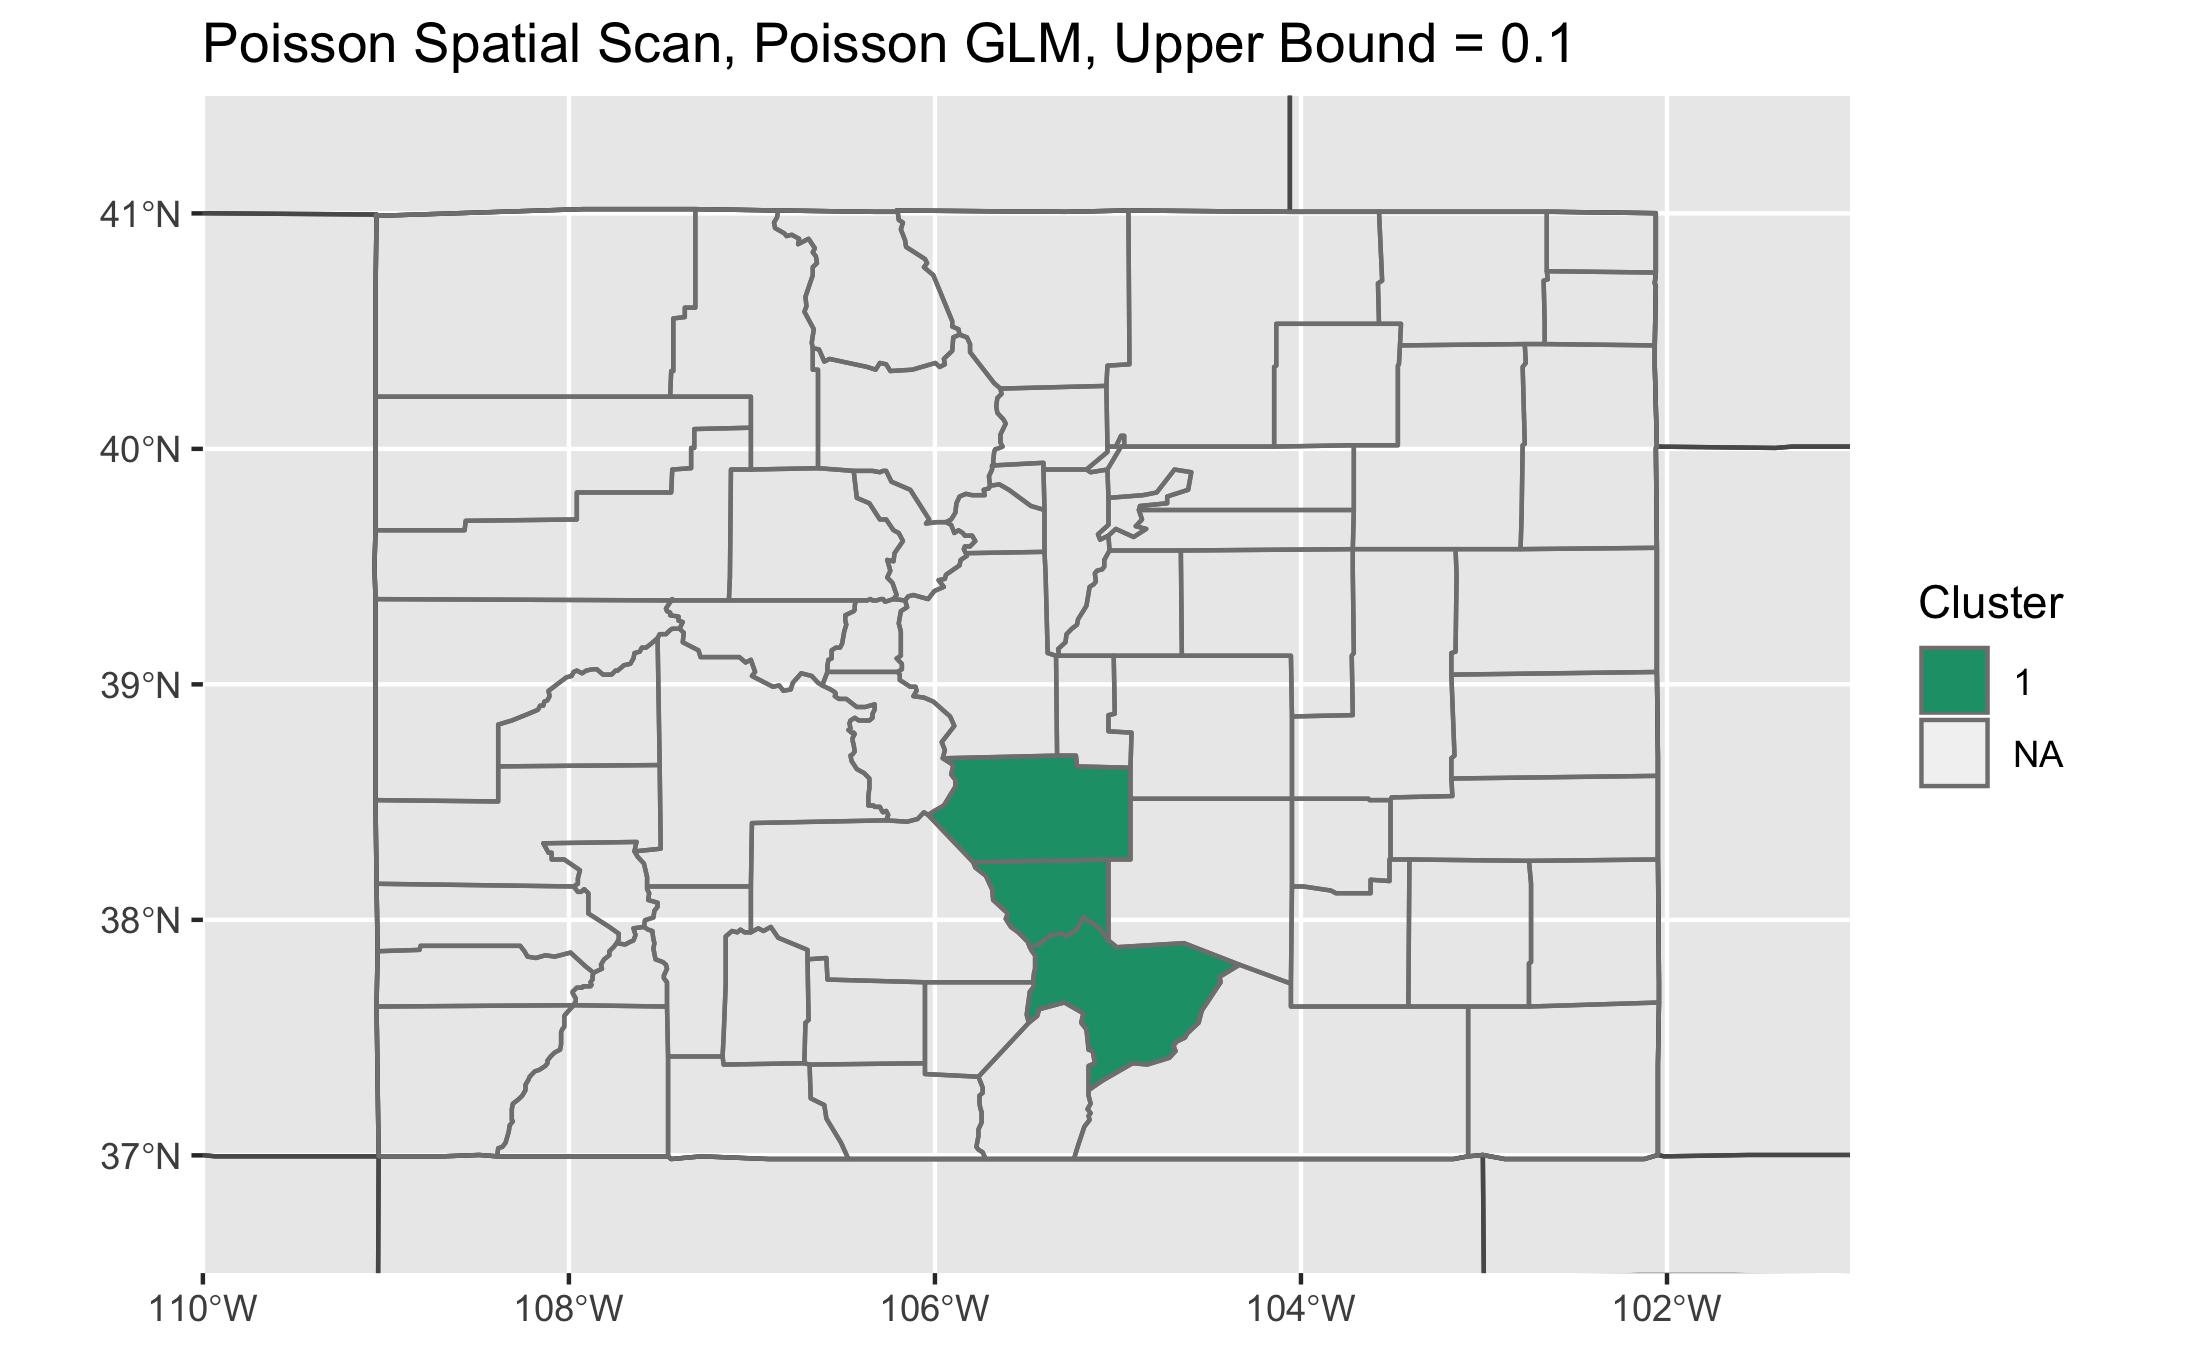 Poisson Spatial Scan, Poisson GLM, Upper Bound = 0.1
41°N
40°N
39°N
38°N
37°N
110°W
108°W
106°W
104°W
102°W
Cluster
1
NA